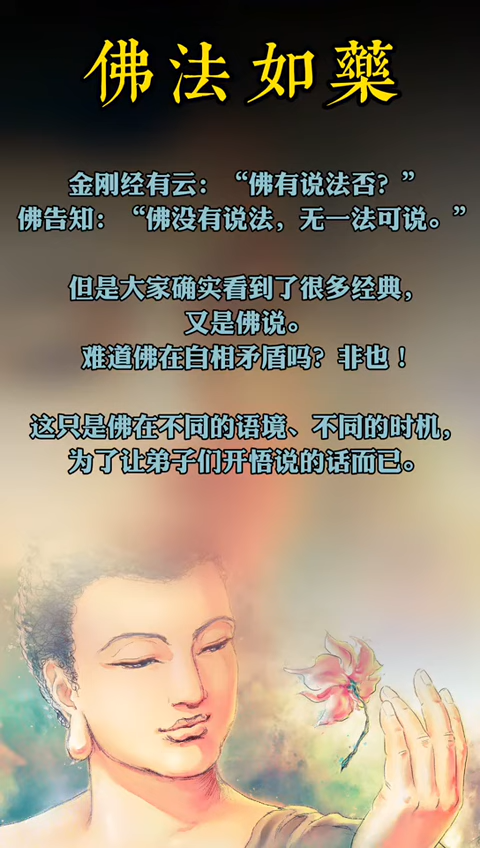 佛法如藥
金刚经有云：“佛有说法否？”
佛告知：“佛没有说法，无一法可说。”
但是大家确实看到了很多经典，
又是佛说。
难道佛在自相矛盾吗？非也！
这只是佛在不同的语境、不同的时机，
为了让弟子们开悟说的话而已。